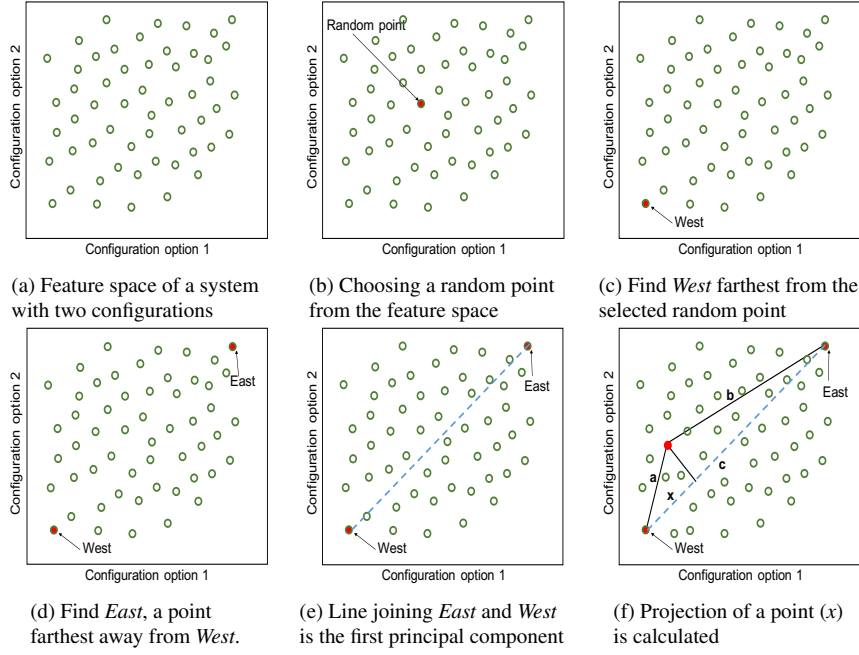 Configuration option 2
Configuration option 1
(a) Feature space of a system
with two configurations
Random point
Configuration option 2
Configuration option 1
(b) Choosing a random point
from the feature space
West
Configuration option 2
Configuration option 1
(c) Find West farthest from the
selected random point
East
West
Configuration option 2
Configuration option 1
(d) Find East, a point
farthest away from West.
East
West
Configuration option 2
Configuration option 1
(e) Line joining East and West
is the first principal component
East
b
c
a
x
West
Configuration option 2
Configuration option 1
(f) Projection of a point (x)
is calculated